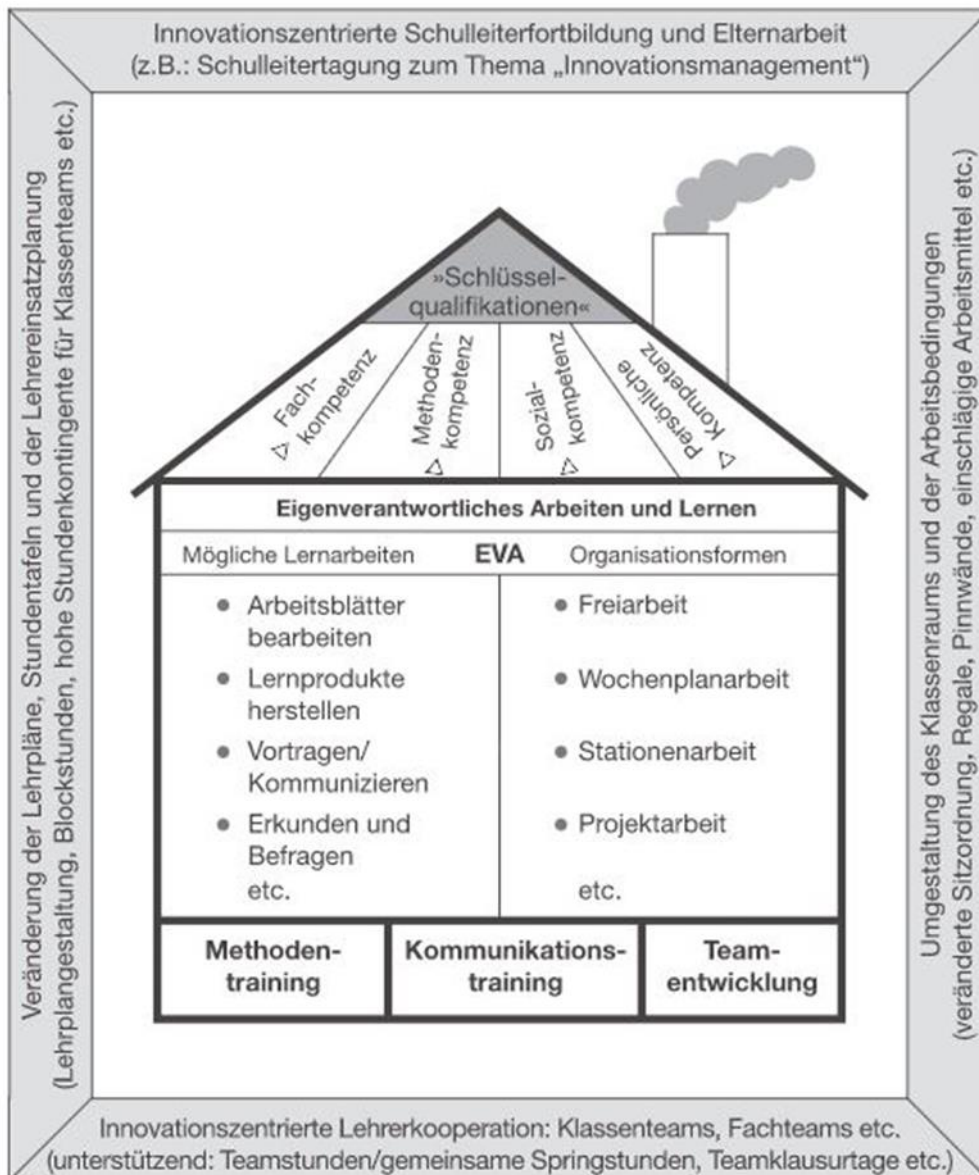 Innovationszentrierte Schulleiterfortbildung und Elternarbeit
(z.B.: Schulleitertagung zum Thema „Innovationsmanagement“)
Veränderung der Lehrpläne, Stundentafeln und der Lehrereinsatzplanung
(Lehrplangestaltung, Blockstunden, hohe Stundenkontingente für Klassenteams etc.)
»Schlüssel-
qualifikationen«
Fach-
kompetenz
Methoden-
kompetenz
Sozial-
kompetenz
Persönliche
Kompetenz
Eigenverantwortliches Arbeiten und Lernen
Mögliche Lernarbeiten EVA Organisationsformen
• Arbeitsblätter
bearbeiten
• Lernprodukte
herstellen
• Vortragen/
Kommunizieren
• Erkunden und
Befragen
etc.
• Freiarbeit
• Wochenplanarbeit
• Stationenarbeit
• Projektarbeit
etc.
Methoden-
training
Kommunikations-
training
Team-
entwicklung
Umgestaltung des Klassenraums und der Arbeitsbedingungen
(veränderte Sitzordnung, Regale, Pinnwände, einschlägige Arbeitsmittel etc.)
Innovationszentrierte Lehrerkooperation: Klassenteams, Fachteams etc.
(unterstützend: Teamstunden/gemeinsame Springstunden, Teamklausurtage etc.)